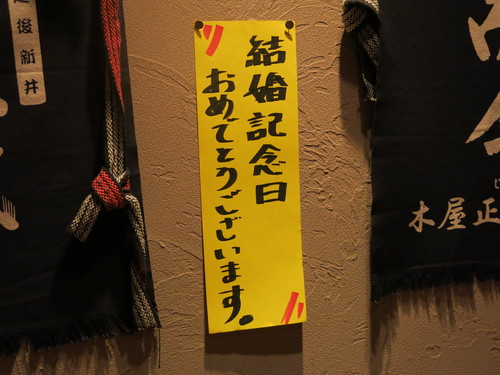 結婚記念日
おめでとうございます。
越後新井
木屋正